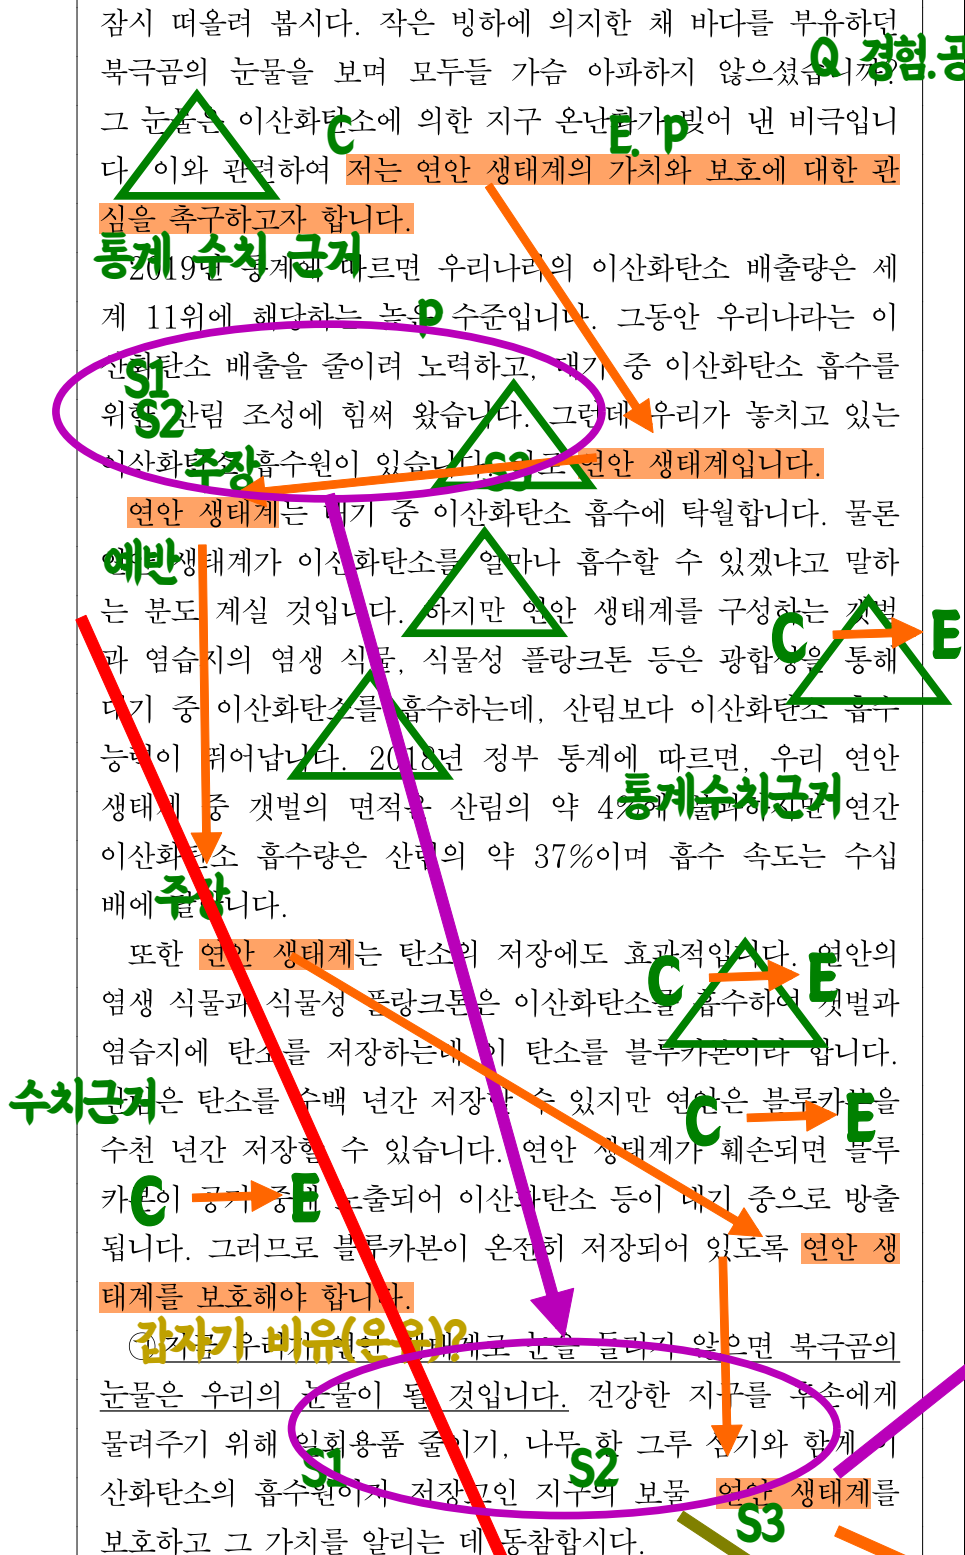 잠시 떠올려 봅시다. 작은 빙하에 의지한 채 바다를 부유하던
북극곰의 눈물을 보며 모두들 가슴 아파하지 않으셨습니까?
Q 경험.공
그 눈물은 이산화탄소에 의한 지구 온난화가 빚어 낸 비극입니
C E. P
다. 이와 관련하여 저는 연안 생태계의 가치와 보호에 대한 관
심을 촉구하고자 합니다.
통계 수치 근거
2019년 통계에 따르면 우리나라의 이산화탄소 배출량은 세
계 11위에 해당하는 높은 수준입니다. 그동안 우리나라는 이
P
산화탄소 배출을 줄이려 노력하고, 대기 중 이산화탄소 흡수를
S1
위한 산림 조성에 힘써 왔습니다. 그런데 우리가 놓치고 있는
S2
이산화탄소 흡수원이 있습니다. 바로 연안 생태계입니다.
주장 S3
연안 생태계는 대기 중 이산화탄소 흡수에 탁월합니다. 물론
연안 생태계가 이산화탄소를 얼마나 흡수할 수 있겠냐고 말하
예반
는 분도 계실 것입니다. 하지만 연안 생태계를 구성하는 갯벌
C E
과 염습지의 염생 식물, 식물성 플랑크톤 등은 광합성을 통해
대기 중 이산화탄소를 흡수하는데, 산림보다 이산화탄소 흡수
능력이 뛰어납니다. 2018년 정부 통계에 따르면, 우리 연안
생태계 중 갯벌의 면적은 산림의 약 4%에 불과하지만 연간
통계수치근거
이산화탄소 흡수량은 산림의 약 37%이며 흡수 속도는 수십
배에 달합니다.
주장
또한 연안 생태계는 탄소의 저장에도 효과적입니다. 연안의
C E
염생 식물과 식물성 플랑크톤은 이산화탄소를 흡수하여 갯벌과
염습지에 탄소를 저장하는데 이 탄소를 블루카본이라 합니다.
산림은 탄소를 수백 년간 저장할 수 있지만 연안은 블루카본을
수치근거 C E
수천 년간 저장할 수 있습니다. 연안 생태계가 훼손되면 블루
카본이 공기 중에 노출되어 이산화탄소 등이 대기 중으로 방출
C E
됩니다. 그러므로 블루카본이 온전히 저장되어 있도록 연안 생
태계를 보호해야 합니다.
갑자기 비유(은유)?
㉠지금 우리가 연안 생태계로 눈을 돌리지 않으면 북극곰의
눈물은 우리의 눈물이 될 것입니다. 건강한 지구를 후손에게
물려주기 위해 일회용품 줄이기, 나무 한 그루 심기와 함께 이
S1 S2
산화탄소의 흡수원이자 저장고인 지구의 보물 연안 생태계를
S3
보호하고 그 가치를 알리는 데 동참합시다.